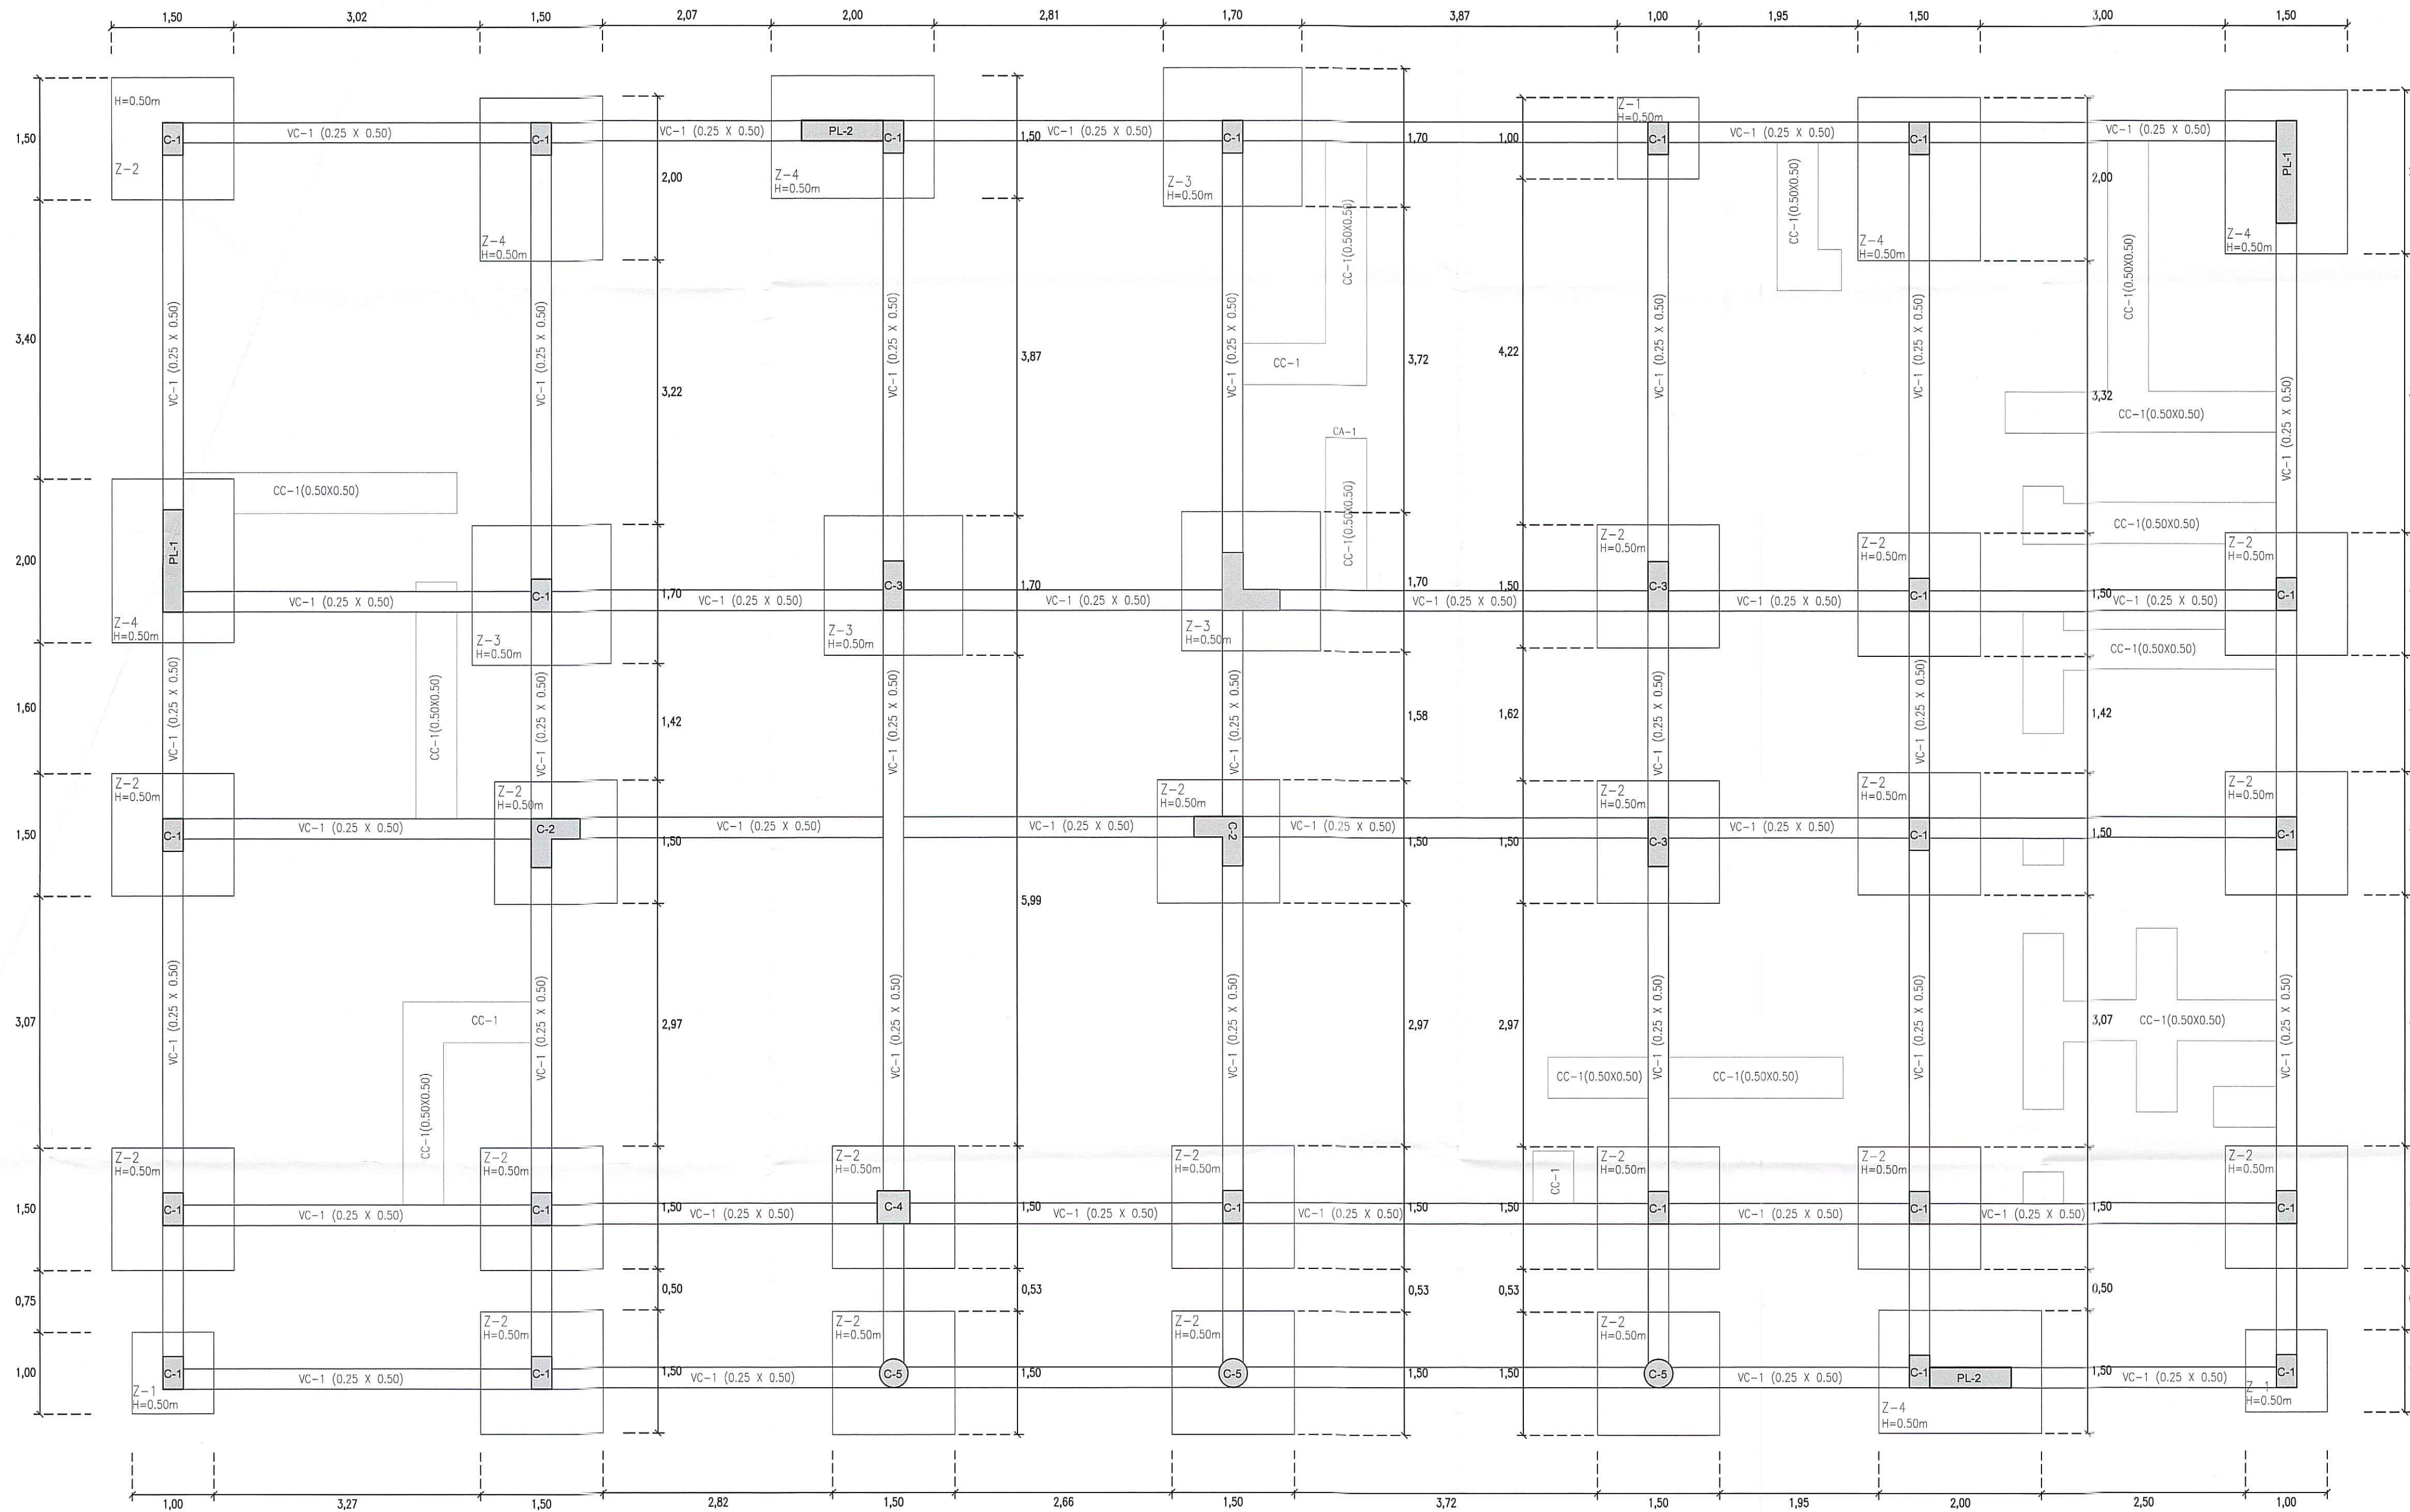 1,50 3,02 1,50 2,07 2,00 2,81 1,70 3,87 1,00 1,95 1,50 3,00 1,50
H=0.50m
Z-2
C-1
VC-1 (0.25 X 0.50)
C-1
Z-4
H=0.50m
VC-1 (0.25 X 0.50)
PL-2
C-1
Z-4
H=0.50m
1,50
VC-1 (0.25 X 0.50)
C-1
Z-3
H=0.50m
1,70
1,00
Z-1
H=0.50m
C-1
VC-1 (0.25 X 0.50)
C-1
Z-4
H=0.50m
VC-1 (0.25 X 0.50)
PL-1
Z-4
H=0.50m
1,50
2,00
2,00
CC-1(0.50X0.50)
CC-1(0.50X0.50)
CC-1(0.50X0.50)
3,40
VC-1 (0.25 X 0.50)
VC-1 (0.25 X 0.50)
3,22
VC-1 (0.25 X 0.50)
3,87
VC-1 (0.25 X 0.50)
CC-1
3,72
4,22
VC-1 (0.25 X 0.50)
VC-1 (0.25 X 0.50)
3,32
CC-1(0.50X0.50)
VC-1 (0.25 X 0.50)
CA-1
CC-1(0.50X0.50)
CC-1(0.50X0.50)
CC-1(0.50X0.50)
2,00
PL-1
Z-4
H=0.50m
VC-1 (0.25 X 0.50)
C-1
Z-3
H=0.50m
1,70
VC-1 (0.25 X 0.50)
C-3
Z-3
H=0.50m
1,70
VC-1 (0.25 X 0.50)
Z-3
H=0.50m
1,70
VC-1 (0.25 X 0.50)
1,50
Z-2
H=0.50m
C-3
VC-1 (0.25 X 0.50)
Z-2
H=0.50m
C-1
1,50
VC-1 (0.25 X 0.50)
Z-2
H=0.50m
C-1
CC-1(0.50X0.50)
1,60
VC-1 (0.25 X 0.50)
CC-1(0.50X0.50)
VC-1 (0.25 X 0.50)
1,42
VC-1 (0.25 X 0.50)
VC-1 (0.25 X 0.50)
1,58
1,62
VC-1 (0.25 X 0.50)
VC-1 (0.25 X 0.50)
1,42
1,50
Z-2
H=0.50m
C-1
VC-1 (0.25 X 0.50)
Z-2
H=0.50m
C-2
1,50
VC-1 (0.25 X 0.50)
VC-1 (0.25 X 0.50)
Z-2
H=0.50m
C-2
VC-1 (0.25 X 0.50)
1,50
1,50
Z-2
H=0.50m
C-3
VC-1 (0.25 X 0.50)
Z-2
H=0.50m
C-1
1,50
Z-2
H=0.50m
C-1
5,99
3,07
VC-1 (0.25 X 0.50)
CC-1
CC-1(0.50X0.50)
VC-1 (0.25 X 0.50)
2,97
VC-1 (0.25 X 0.50)
VC-1 (0.25 X 0.50)
2,97
2,97
VC-1 (0.25 X 0.50)
CC-1(0.50X0.50)
CC-1(0.50X0.50)
VC-1 (0.25 X 0.50)
3,07
CC-1(0.50X0.50)
VC-1 (0.25 X 0.50)
1,50
Z-2
H=0.50m
C-1
VC-1 (0.25 X 0.50)
Z-2
H=0.50m
C-1
1,50
VC-1 (0.25 X 0.50)
Z-2
H=0.50m
C-4
1,50
VC-1 (0.25 X 0.50)
Z-2
H=0.50m
C-1
VC-1 (0.25 X 0.50)
1,50
1,50
CC-1
Z-2
H=0.50m
C-1
VC-1 (0.25 X 0.50)
Z-2
H=0.50m
C-1
VC-1 (0.25 X 0.50)
1,50
Z-2
H=0.50m
C-1
0,75
0,50
0,53
0,53
0,53
0,50
1,00
C-1
Z-1
H=0.50m
VC-1 (0.25 X 0.50)
Z-2
H=0.50m
C-1
1,50
VC-1 (0.25 X 0.50)
Z-2
H=0.50m
C-5
1,50
Z-2
H=0.50m
C-5
1,50
1,50
Z-2
H=0.50m
C-5
VC-1 (0.25 X 0.50)
C-1
PL-2
Z-4
H=0.50m
1,50
VC-1 (0.25 X 0.50)
C-1
Z-1
H=0.50m
1,00 3,27 1,50 2,82 1,50 2,66 1,50 3,72 1,50 1,95 2,00 2,50 1,00